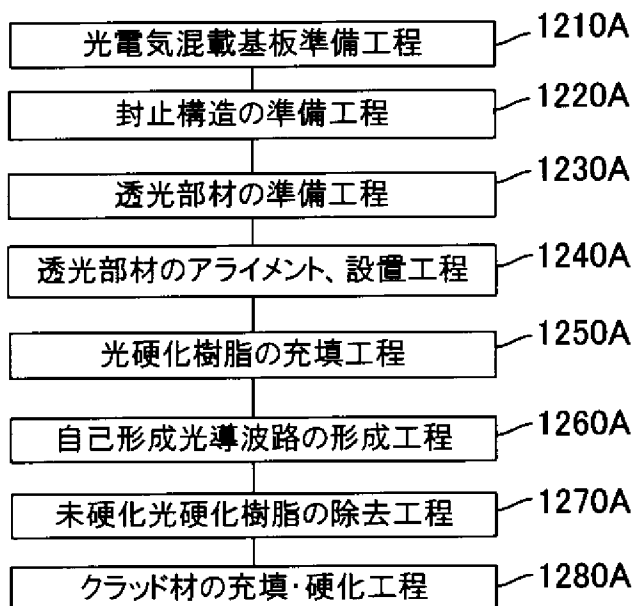 光電気混載基板準備工程 1210A
封止構造の準備工程 1220A
透光部材の準備工程 1230A
透光部材のアライメント、設置工程 1240A
光硬化樹脂の充填工程 1250A
自己形成光導波路の形成工程 1260A
未硬化光硬化樹脂の除去工程 1270A
クラッド材の充填・硬化工程 1280A